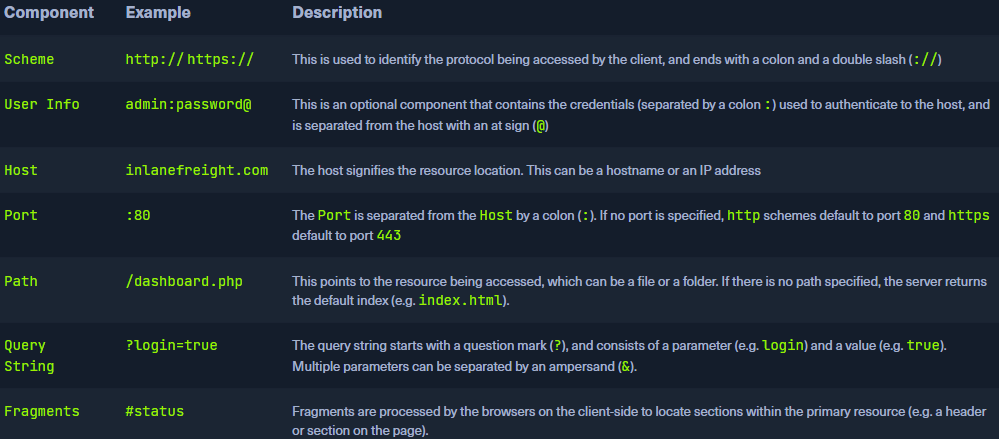 Component Example Description
Scheme http:// https:// This is used to identify the protocol being accessed by the client, and ends with a colon and a double slash (://)
User Info admin:password@ This is an optional component that contains the credentials (separated by a colon :) used to authenticate to the host, and
is separated from the host with an at sign (@)
Host inlanefreight.com The host signifies the resource location. This can be a hostname or an IP address
Port :80 The Port is separated from the Host by a colon (:). If no port is specified, http schemes default to port 80 and https
default to port 443
Path /dashboard.php This points to the resource being accessed, which can be a file or a folder. If there is no path specified, the server returns
the default index (e.g. index.html).
Query ?login=true The query string starts with a question mark (?), and consists of a parameter (e.g. login) and a value (e.g. true).
String Multiple parameters can be separated by an ampersand (&).
Fragments #status Fragments are processed by the browsers on the client-side to locate sections within the primary resource (e.g. a header
or section on the page).